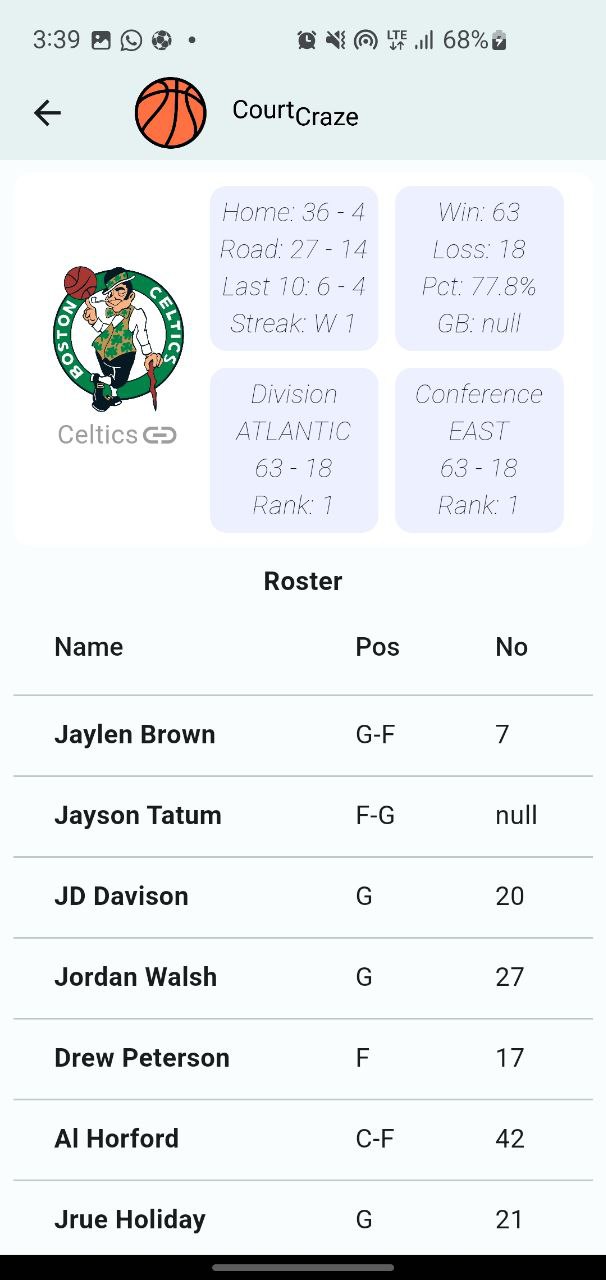 3:39 LTE 68%
CourtCraze
BOSTON CELTICS
Celtics
Home: 36 - 4
Road: 27 - 14
Last 10: 6 - 4
Streak: W 1
Win: 63
Loss: 18
Pct: 77.8%
GB: null
Division
ATLANTIC
63 - 18
Rank: 1
Conference
EAST
63 - 18
Rank: 1
Roster
Name Pos No
Jaylen Brown G-F 7
Jayson Tatum F-G null
JD Davison G 20
Jordan Walsh G 27
Drew Peterson F 17
Al Horford C-F 42
Jrue Holiday G 21